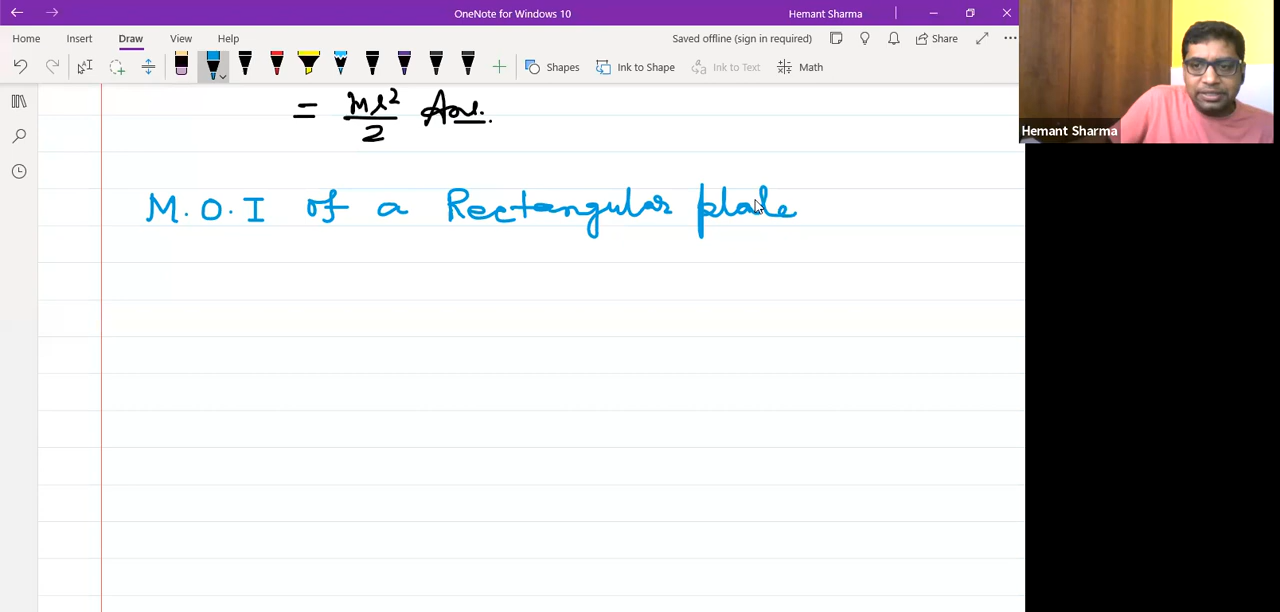 OneNote for Windows 10
Hemant Sharma
Home Insert Draw View Help
Saved offline (sign in required)
Share
Shapes
Ink to Shape
Ink to Text
Math
= Ml²/2 Ans.
M.O.I of a Rectangular plate
Hemant Sharma